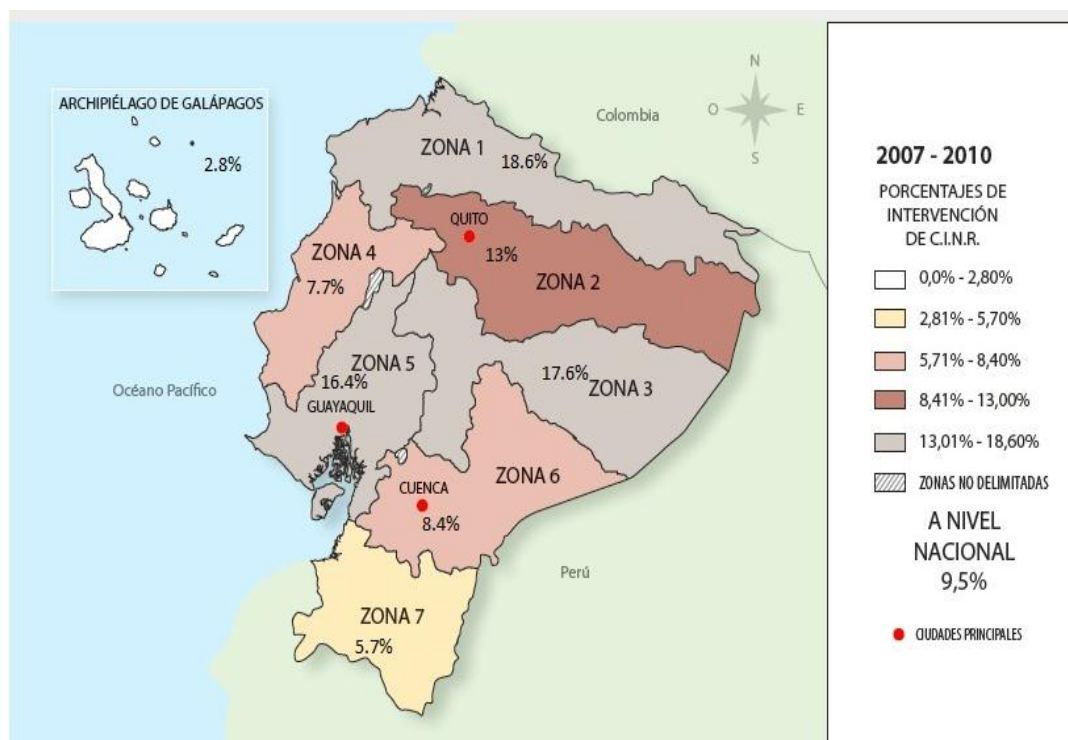 ARCHIPIÉLAGO DE GALÁPAGOS
2.8%
Colombia
N
O
E
S
ZONA 1
18.6%
QUITO
13%
ZONA 2
ZONA 4
7.7%
ZONA 5
16.4%
GUAYAQUIL
17.6%
ZONA 3
Océano Pacífico
ZONA 6
CUENCA
8.4%
Perú
ZONA 7
5.7%
2007 - 2010
PORCENTAJES DE
INTERVENCIÓN
DE C.I.N.R.
0,0% - 2,80%
2,81% - 5,70%
5,71% - 8,40%
8,41% - 13,00%
13,01% - 18,60%
ZONAS NO DELIMITADAS
A NIVEL
NACIONAL
9,5%
CIUDADES PRINCIPALES